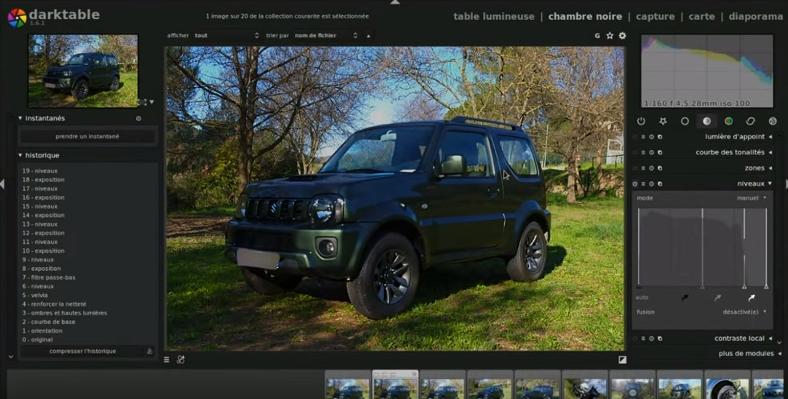 darktable
1.6.3
1 image sur 20 de la collection courante est sélectionnée
table lumineuse | chambre noire | capture | carte | diaporama
afficher tout trier par nom de fichier
G
1/160 f/4.5 28mm iso 100
instantanés
prendre un instantané
historique
19 - niveaux
18 - exposition
17 - niveaux
16 - exposition
15 - niveaux
14 - exposition
13 - niveaux
12 - exposition
11 - niveaux
10 - exposition
9 - niveaux
8 - exposition
7 - filtre passe-bas
6 - niveaux
5 - velvia
4 - renforcer la netteté
3 - ombres et hautes lumières
2 - courbe de base
1 - orientation
0 - original
compresser l'historique
lumière d'appoint
courbe des tonalités
zones
niveaux
mode manuel
auto
fusion désactivé(e)
contraste local
plus de modules